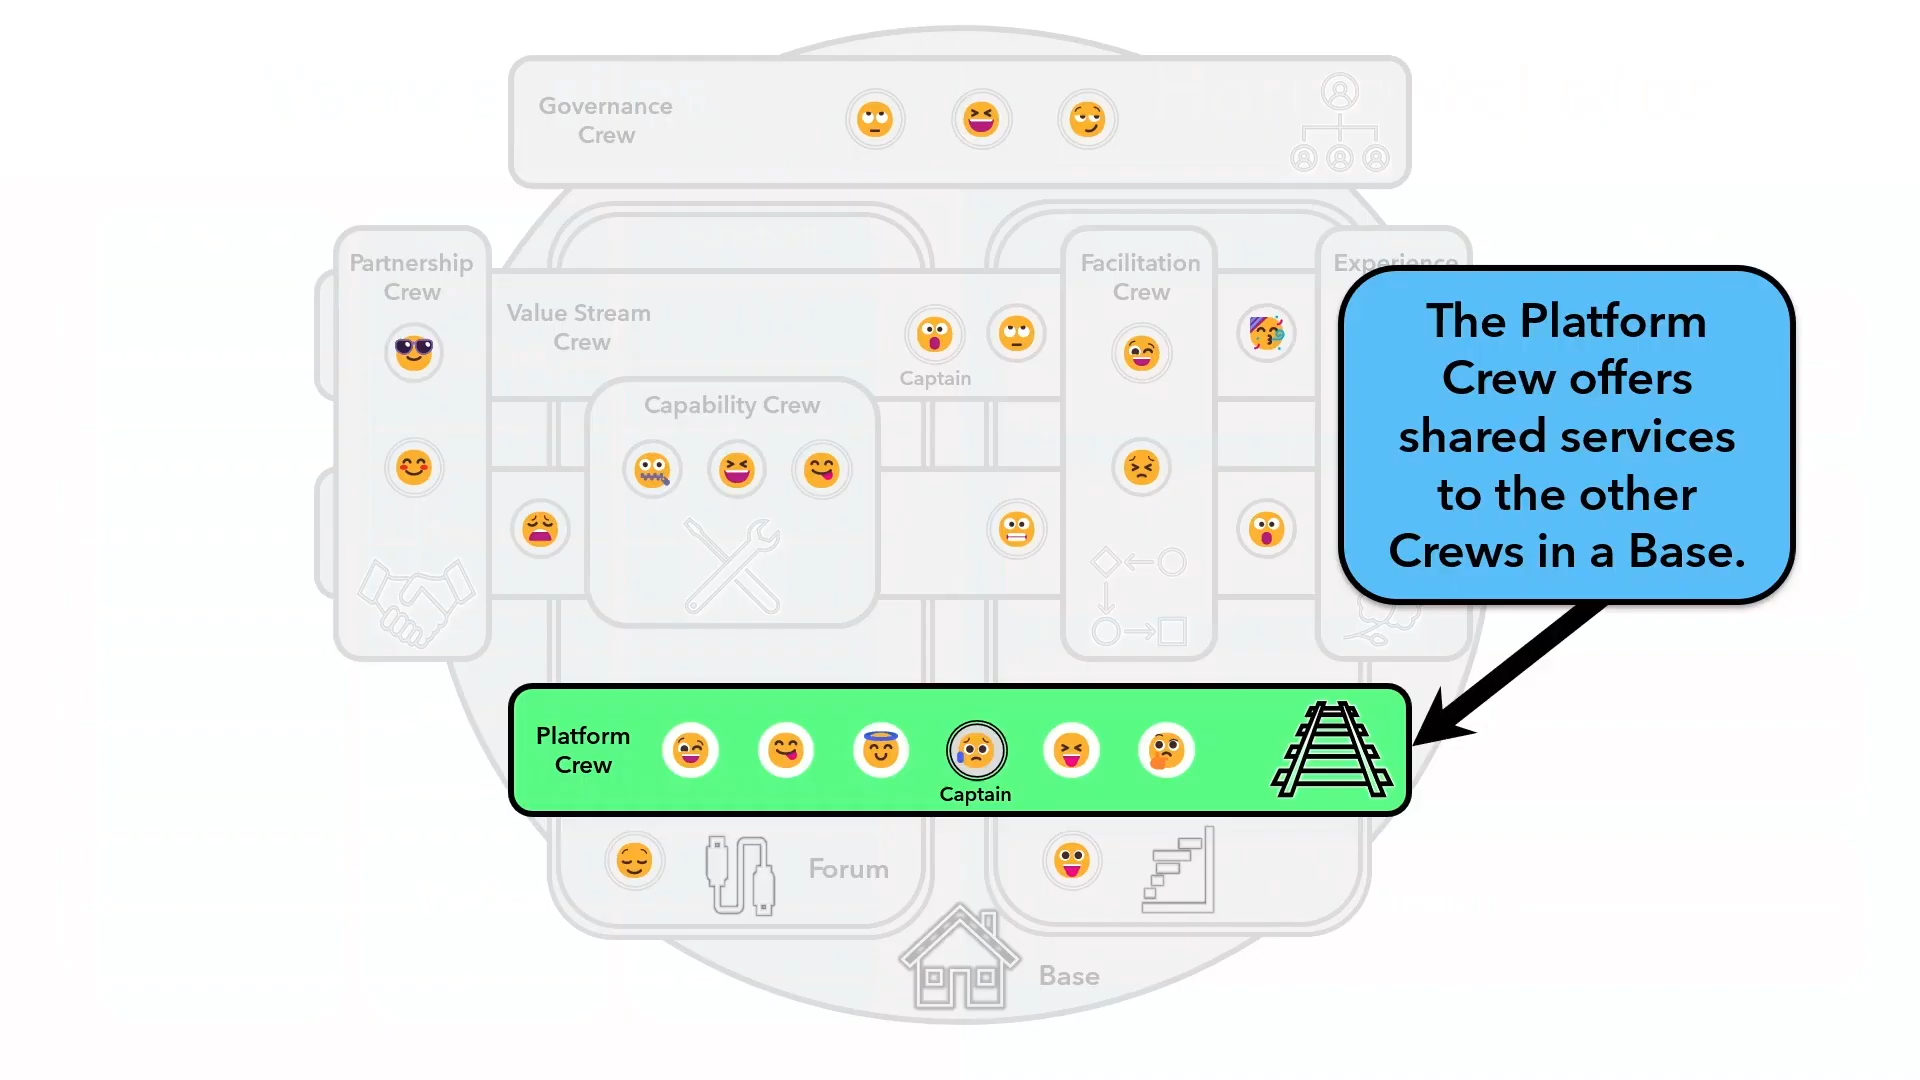 Governance
Crew
Partnership
Crew
Value Stream
Crew
Captain
Capability Crew
Facilitation
Crew
Experience
The Platform
Crew offers
shared services
to the other
Crews in a Base.
Platform
Crew
Captain
Forum
Base